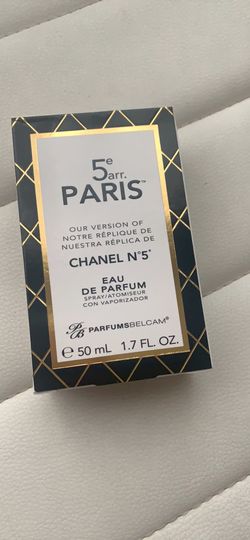 5e
arr.
PARIS™
OUR VERSION OF
NOTRE RÉPLIQUE DE
NUESTRA RÉPLICA DE
CHANEL N°5*
EAU
DE PARFUM
SPRAY/ATOMISEUR
CON VAPORIZADOR
PB PARFUMSBELCAM®
e 50 mL 1.7 FL. OZ.